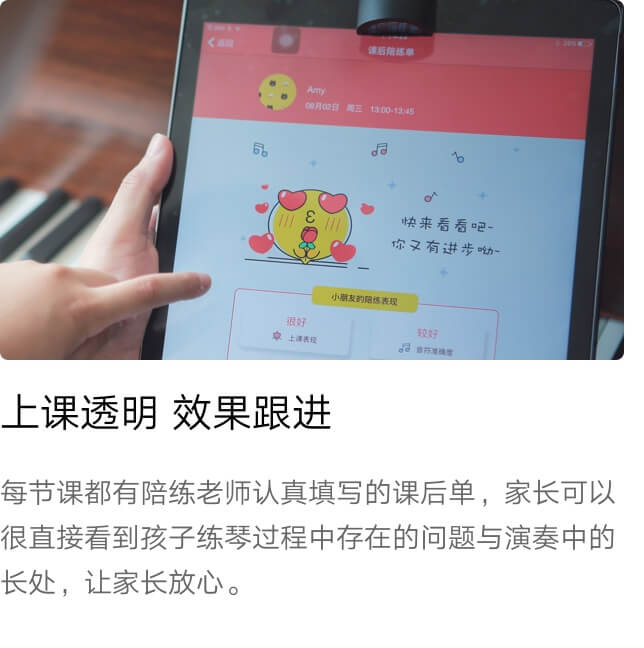 返回
课后陪练单
Amy
08月02日 周三 13:00-13:45
快来看看吧~
你又有进步呦~
小朋友的陪练表现
很好
较好
上课表现
音符准确度
上课透明 效果跟进
每节课都有陪练老师认真填写的课后单，家长可以
很直接看到孩子练琴过程中存在的问题与演奏中的
长处，让家长放心。